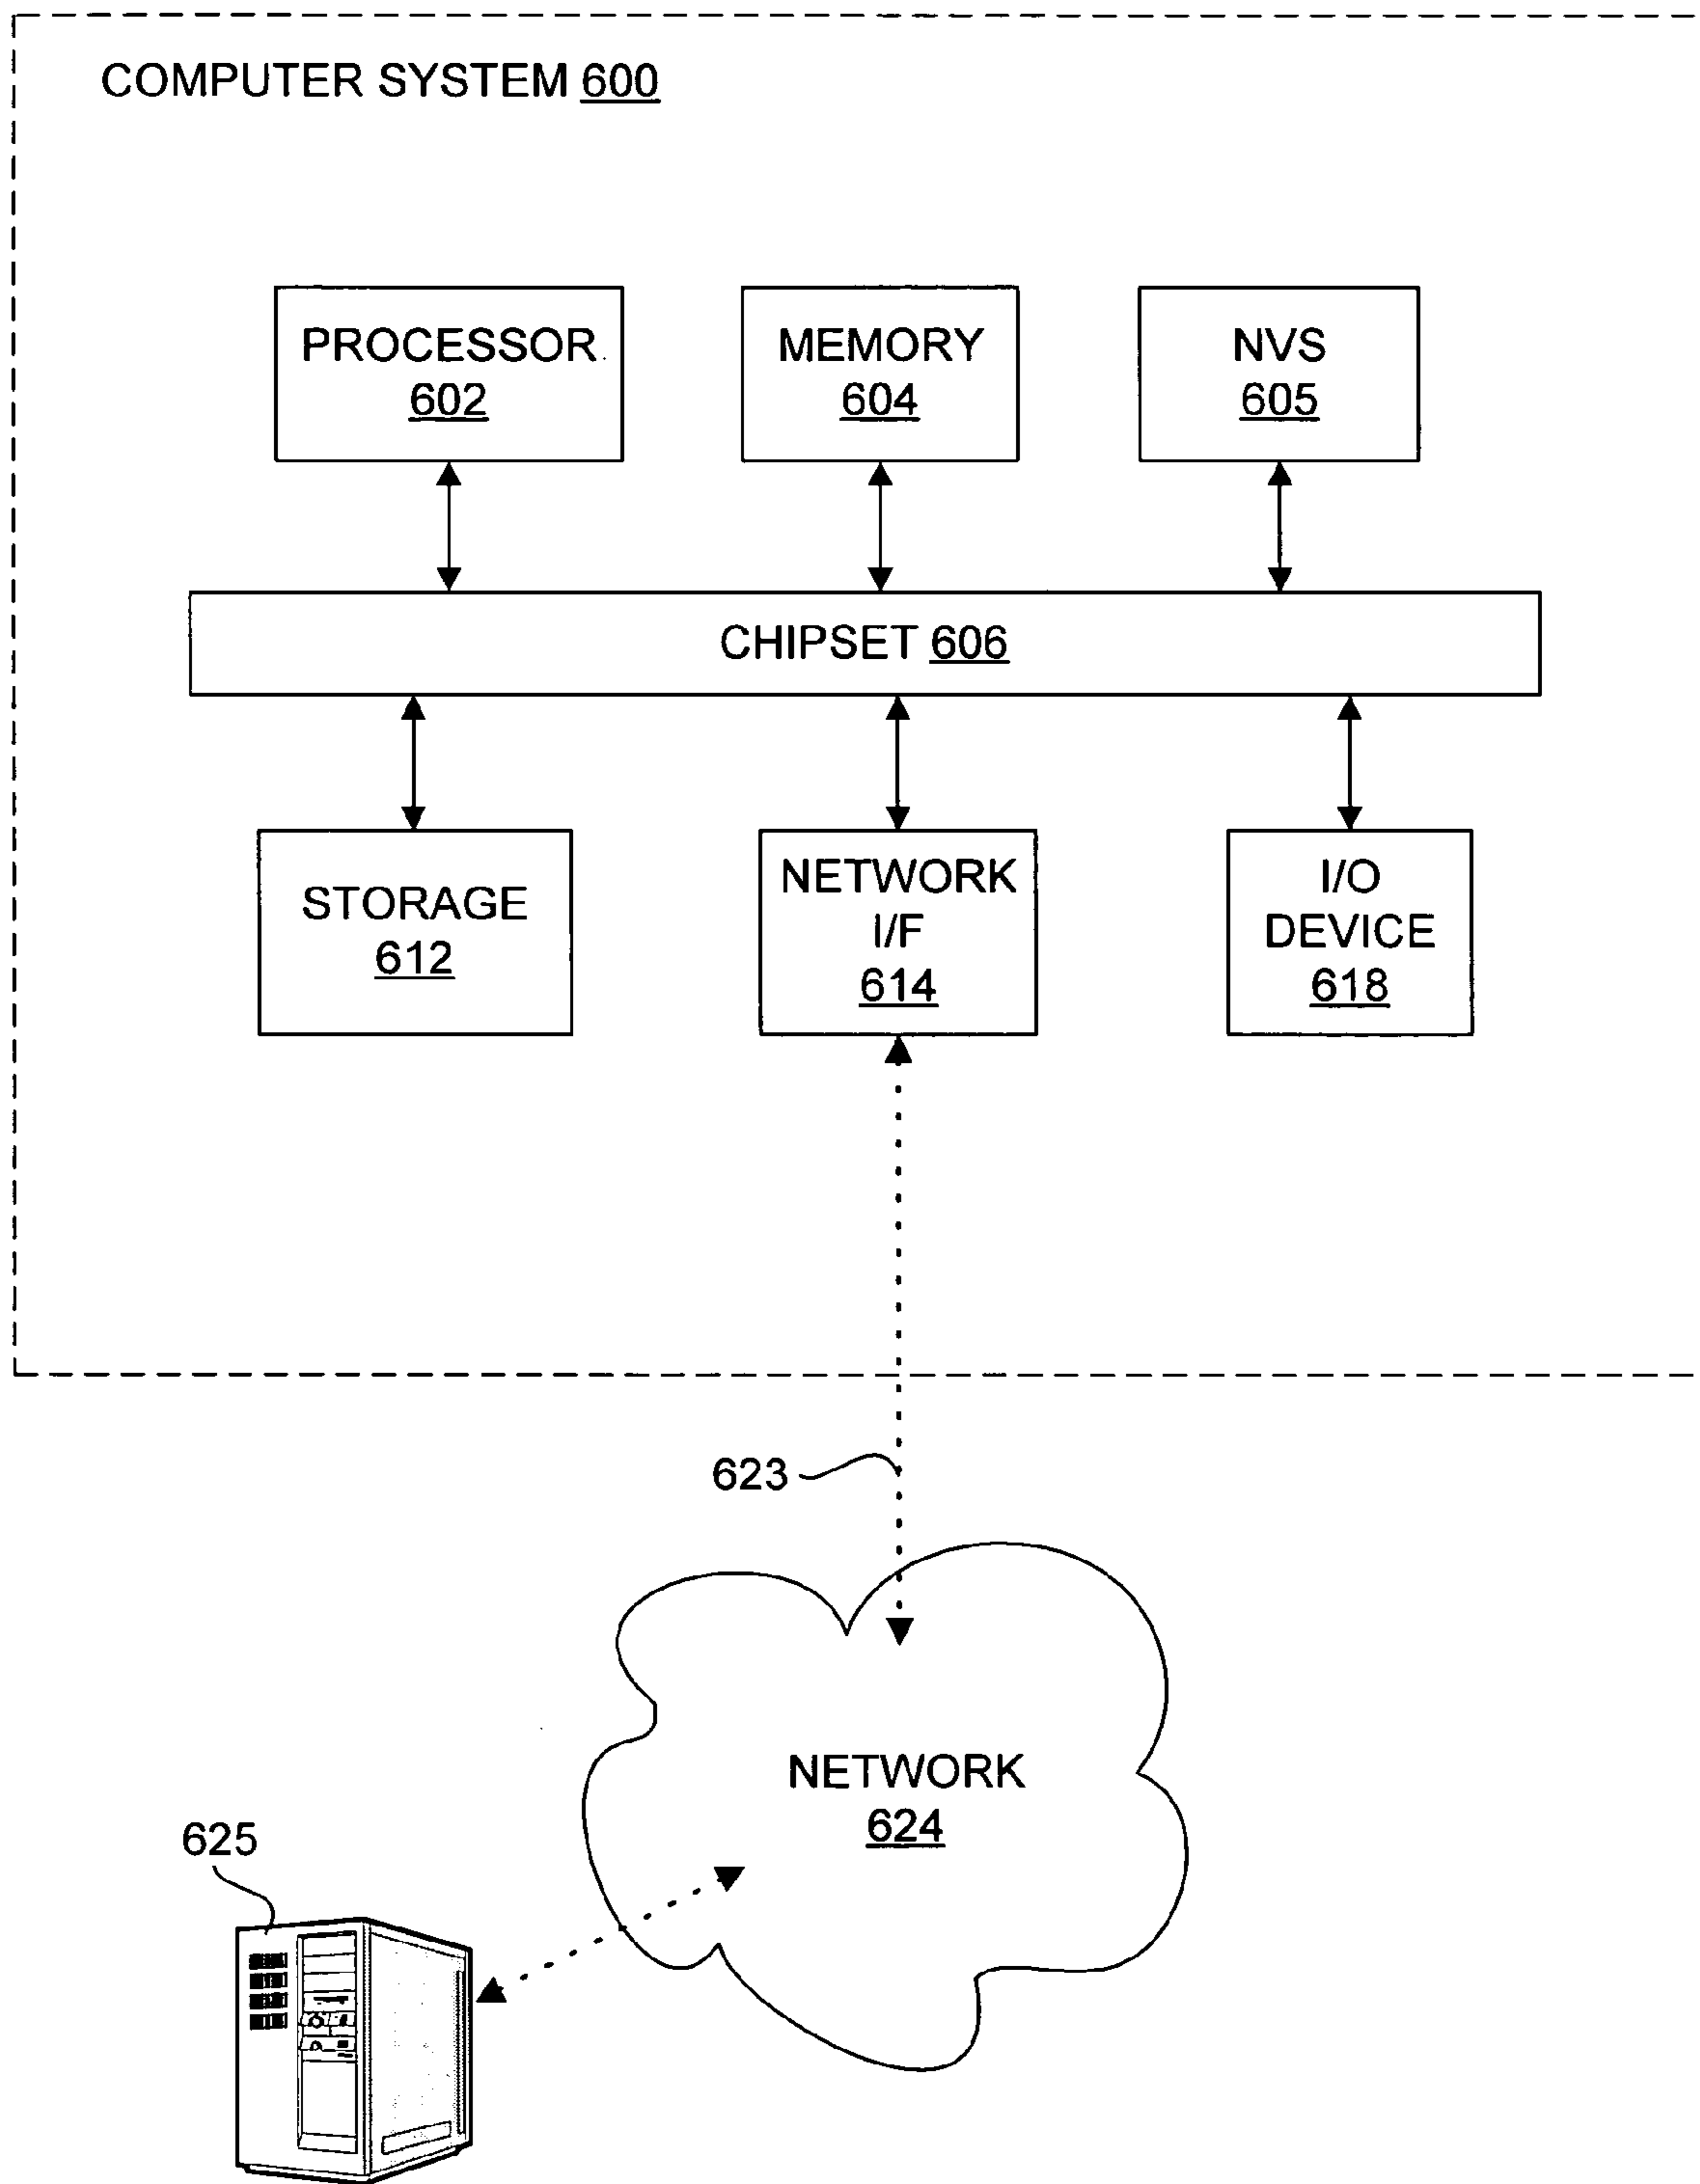 COMPUTER SYSTEM 600
PROCESSOR
602
MEMORY
604
NVS
605
CHIPSET 606
STORAGE
612
NETWORK
I/F
614
I/O
DEVICE
618
623
NETWORK
624
625